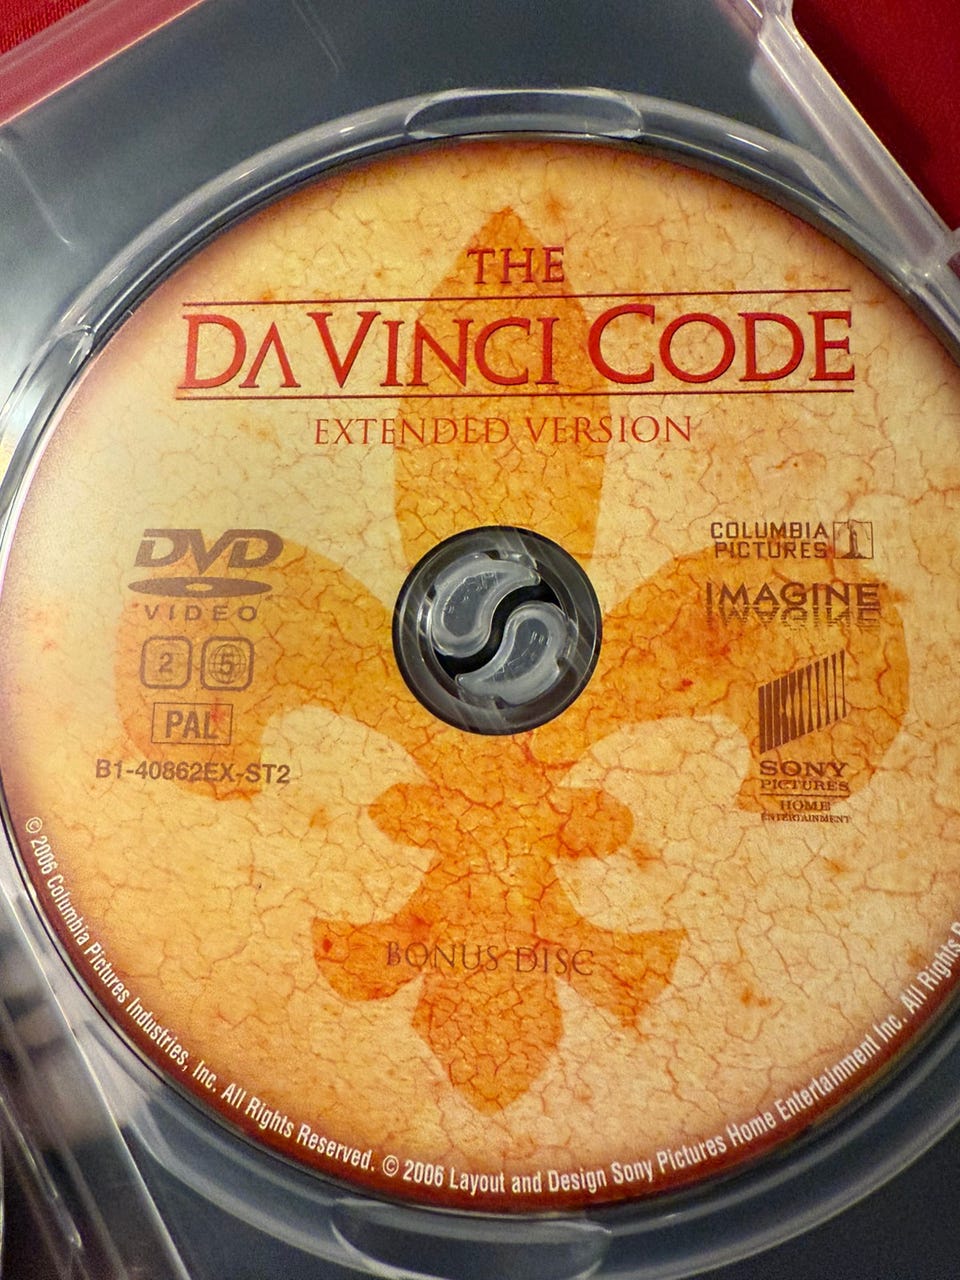 THE
DA VINCI CODE
EXTENDED VERSION
DVD
VIDEO
2 5
PAL
B1-40862EX-ST2
COLUMBIA
PICTURES
IMAGINE
SONY
PICTURES
HOME
ENTERTAINMENT
BONUS DISC
© 2006 Columbia Pictures Industries, Inc. All Rights Reserved. © 2006 Layout and Design Sony Pictures Home Entertainment Inc. All Rights